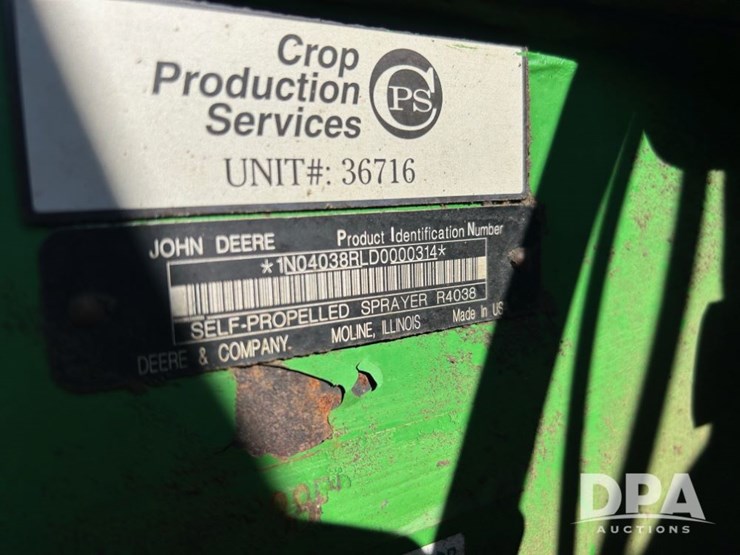 Crop
Production
Services
CPS
UNIT#: 36716
JOHN DEERE Product Identification Number
*1N04038RLD0000314*
SELF-PROPELLED SPRAYER R4038
DEERE & COMPANY. MOLINE, ILLINOIS Made in US
DPA
AUCTIONS